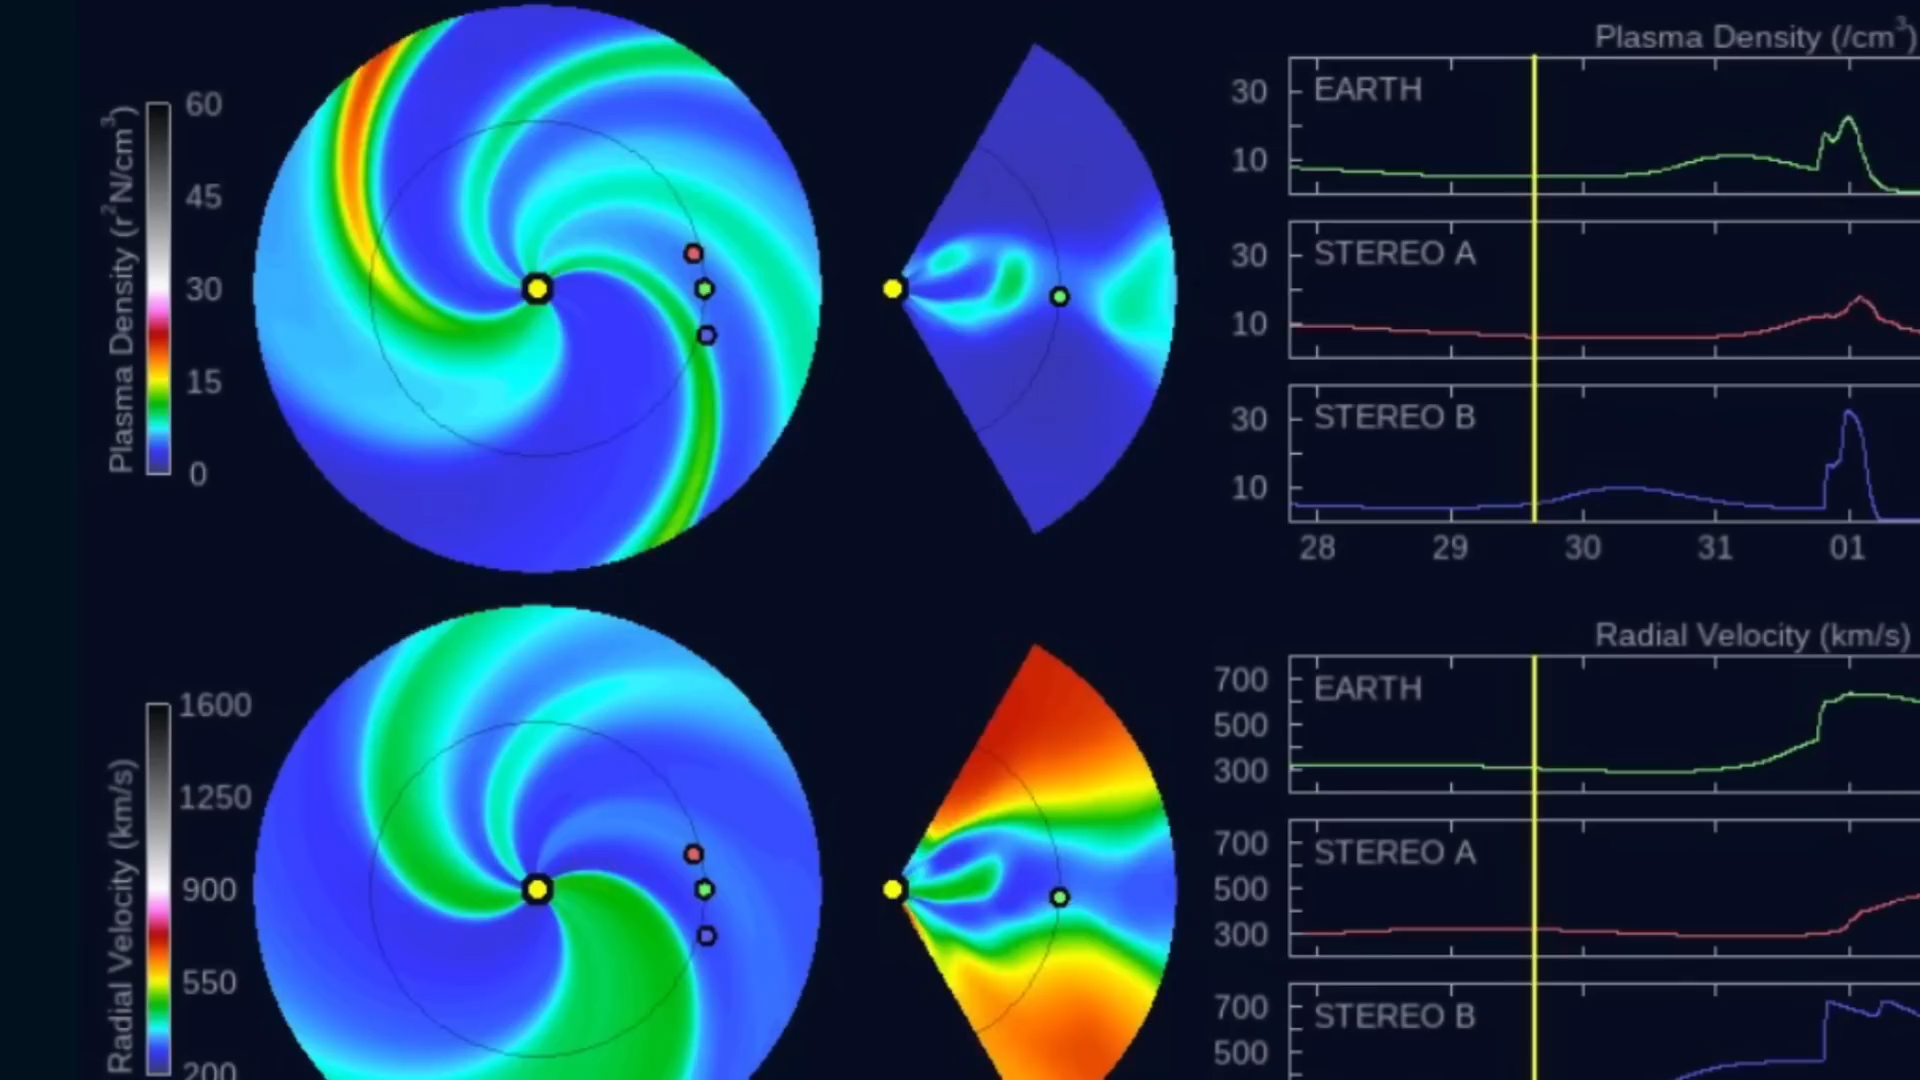 Plasma Density (r²N/cm³)
60
45
30
15
0
Plasma Density (/cm³)
EARTH
30
10
STEREO A
30
10
STEREO B
30
10
28 29 30 31 01
Radial Velocity (km/s)
1600
1250
900
550
200
Radial Velocity (km/s)
EARTH
700
500
300
STEREO A
700
500
300
STEREO B
700
500